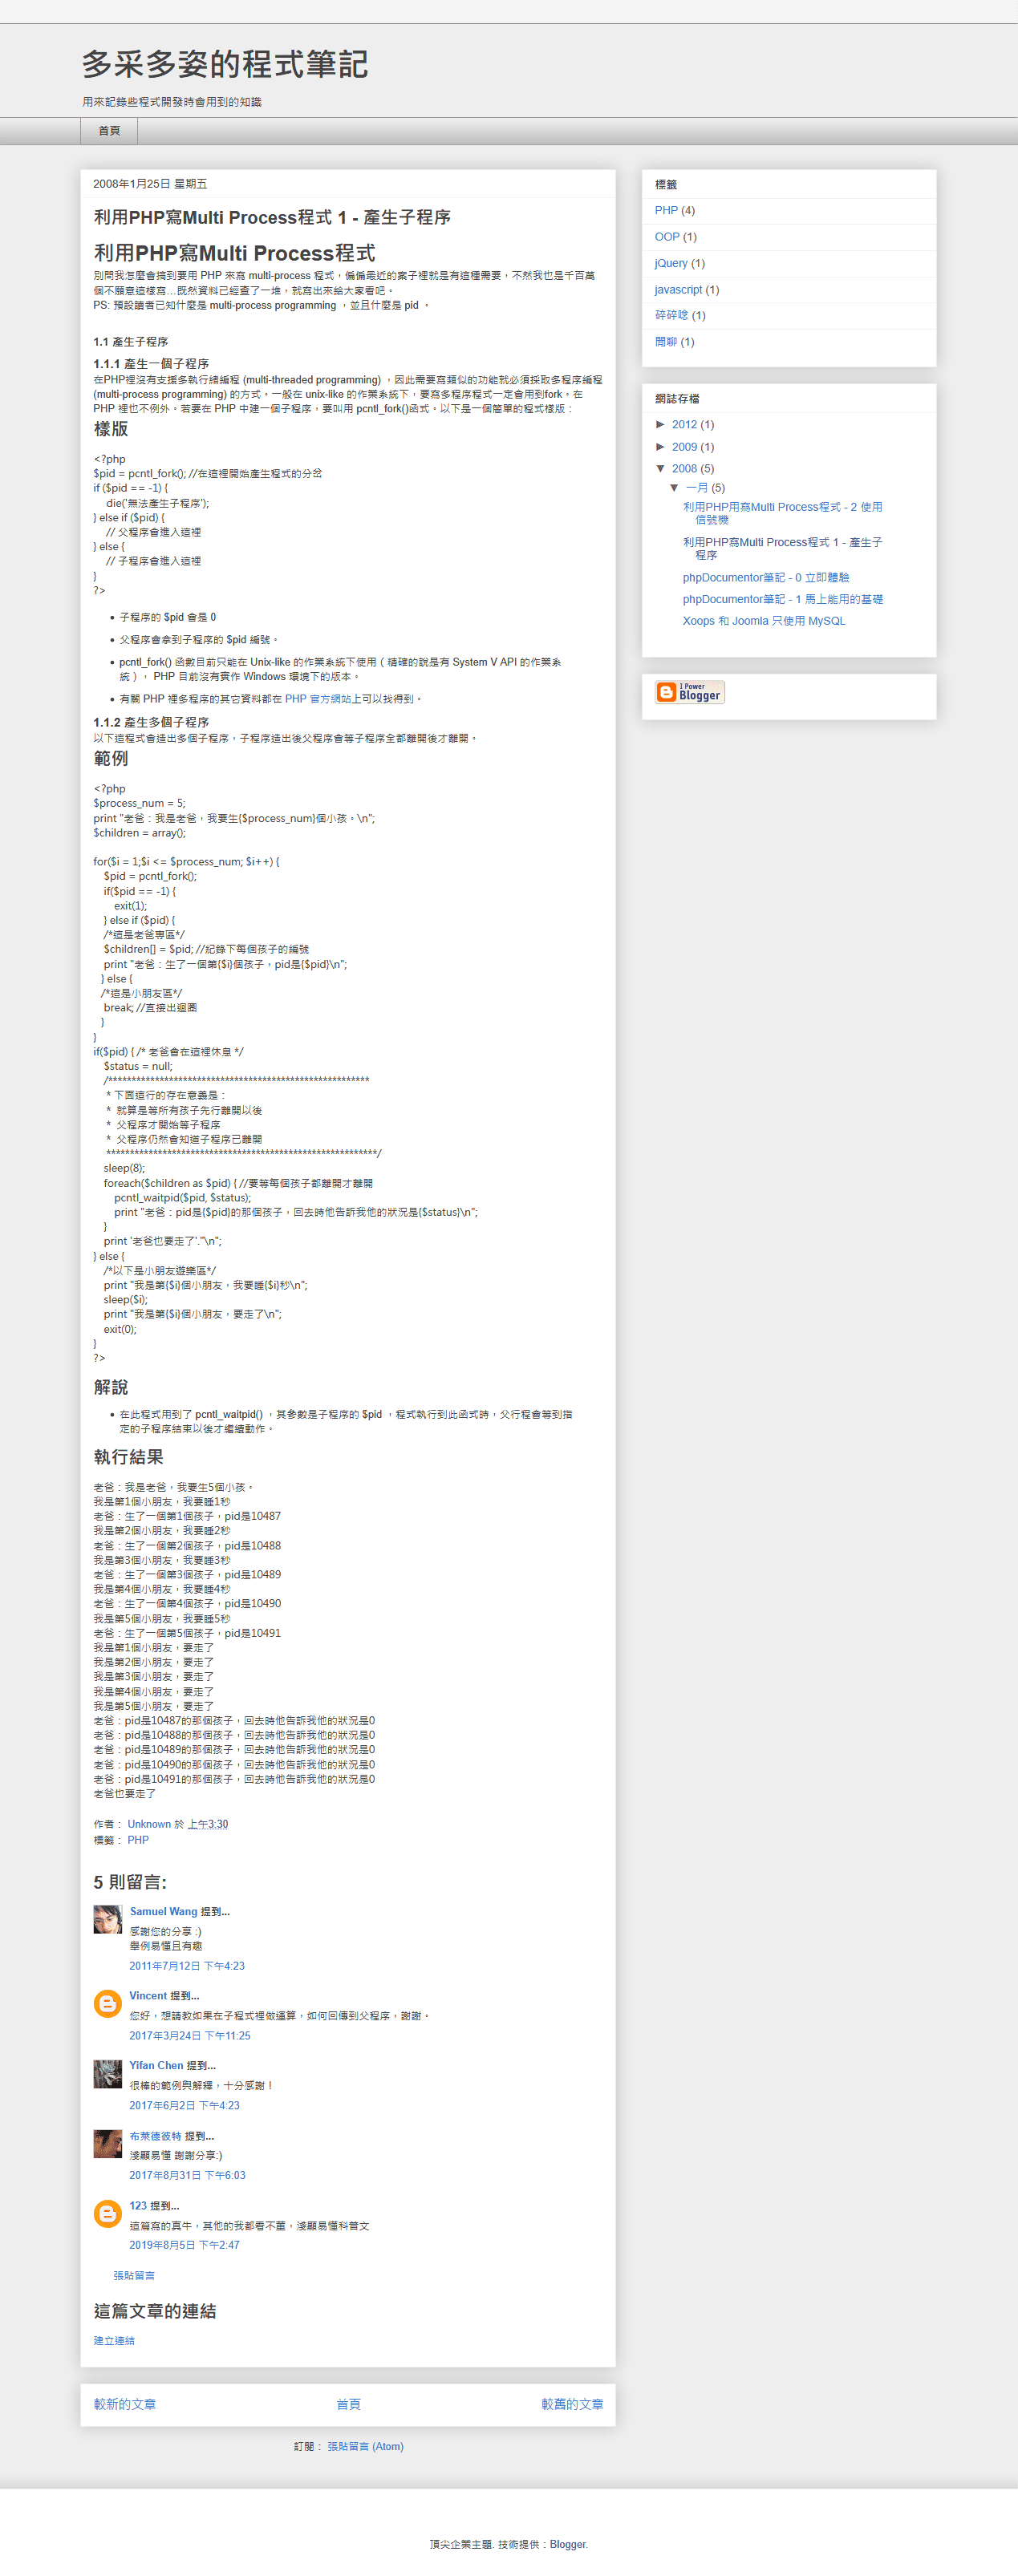 多采多姿的程式筆記
用來記錄些程式開發時會用到的知識
首頁
2008年1月25日 星期五
利用PHP寫Multi Process程式 1 - 產生子程序
利用PHP寫Multi Process程式
別問我怎麼會搞到要用 PHP 來寫 multi-process 程式，偏偏最近的案子裡就是有這種需要，不然我也是千百萬
個不願意這樣寫…既然資料已經查了一堆，就寫出來給大家看吧。
PS: 預設讀者已知什麼是 multi-process programming ，並且什麼是 pid 。
1.1 產生子程序
1.1.1 產生一個子程序
在PHP裡沒有支援多執行緒編程 (multi-threaded programming) ，因此需要寫類似的功能就必須採取多程序編程
(multi-process programming) 的方式。一般在 unix-like 的作業系統下，要寫多程序程式一定會用到fork。在
PHP 裡也不例外。若要在 PHP 中建一個子程序，要叫用 pcntl_fork()函式。以下是一個簡單的程式樣版：
樣版
<?php
$pid = pcntl_fork(); //在這裡開始產生程式的分岔
if ($pid == -1) {
die('無法產生子程序');
} else if ($pid) {
// 父程序會進入這裡
} else {
// 子程序會進入這裡
}
?>
• 子程序的 $pid 會是 0
• 父程序會拿到子程序的 $pid 編號。
• pcntl_fork() 函數目前只能在 Unix-like 的作業系統下使用（精確的說是有 System V API 的作業系
統）， PHP 目前沒有實作 Windows 環境下的版本。
• 有關 PHP 裡多程序的其它資料都在 PHP 官方網站上可以找得到。
1.1.2 產生多個子程序
以下這程式會造出多個子程序，子程序造出後父程序會等子程序全都離開後才離開。
範例
<?php
$process_num = 5;
print "老爸：我是老爸，我要生{$process_num}個小孩。\n";
$children = array();
for($i = 1;$i <= $process_num; $i++) {
$pid = pcntl_fork();
if($pid == -1) {
exit(1);
} else if ($pid) {
/*這是老爸專區*/
$children[] = $pid; //紀錄下每個孩子的編號
print "老爸：生了一個第{$i}個孩子，pid是{$pid}\n";
} else {
/*這是小朋友區*/
break; //直接出迴圈
}
}
if($pid) { /* 老爸會在這裡休息 */
$status = null;
/********************************************************
* 下面這行的存在意義是：
* 就算是等所有孩子先行離開以後
* 父程序才開始等子程序
* 父程序仍然會知道子程序已離開
**********************************************************/
sleep(8);
foreach($children as $pid) { //要等每個孩子都離開才離開
pcntl_waitpid($pid, $status);
print "老爸：pid是{$pid}的那個孩子，回去時他告訴我他的狀況是{$status}\n";
}
print '老爸也要走了'."\n";
} else {
/*以下是小朋友遊樂區*/
print "我是第{$i}個小朋友，我要睡{$i}秒\n";
sleep($i);
print "我是第{$i}個小朋友，要走了\n";
exit(0);
}
?>
解說
• 在此程式用到了 pcntl_waitpid() ，其參數是子程序的 $pid ，程式執行到此函式時，父行程會等到指
定的子程序結束以後才繼續動作。
執行結果
老爸：我是老爸，我要生5個小孩。
我是第1個小朋友，我要睡1秒
老爸：生了一個第1個孩子，pid是10487
我是第2個小朋友，我要睡2秒
老爸：生了一個第2個孩子，pid是10488
我是第3個小朋友，我要睡3秒
老爸：生了一個第3個孩子，pid是10489
我是第4個小朋友，我要睡4秒
老爸：生了一個第4個孩子，pid是10490
我是第5個小朋友，我要睡5秒
老爸：生了一個第5個孩子，pid是10491
我是第1個小朋友，要走了
我是第2個小朋友，要走了
我是第3個小朋友，要走了
我是第4個小朋友，要走了
我是第5個小朋友，要走了
老爸：pid是10487的那個孩子，回去時他告訴我他的狀況是0
老爸：pid是10488的那個孩子，回去時他告訴我他的狀況是0
老爸：pid是10489的那個孩子，回去時他告訴我他的狀況是0
老爸：pid是10490的那個孩子，回去時他告訴我他的狀況是0
老爸：pid是10491的那個孩子，回去時他告訴我他的狀況是0
老爸也要走了
作者： Unknown 於 上午3:30
標籤： PHP
5 則留言:
Samuel Wang 提到...
感謝您的分享 :)
舉例易懂且有趣
2011年7月12日 下午4:23
Vincent 提到...
您好，想請教如果在子程式裡做運算，如何回傳到父程序，謝謝。
2017年3月24日 下午11:25
Yifan Chen 提到...
很棒的範例與解釋，十分感謝！
2017年6月2日 下午4:23
布萊德彼特 提到...
淺顯易懂 謝謝分享:)
2017年8月31日 下午6:03
123 提到...
這篇寫的真牛，其他的我都看不董，淺顯易懂科普文
2019年8月5日 下午2:47
張貼留言
這篇文章的連結
建立連結
較新的文章 首頁 較舊的文章
訂閱： 張貼留言 (Atom)
標籤
PHP (4)
OOP (1)
jQuery (1)
javascript (1)
碎碎唸 (1)
閒聊 (1)
網誌存檔
► 2012 (1)
► 2009 (1)
▼ 2008 (5)
▼ 一月 (5)
利用PHP用寫Multi Process程式 - 2 使用
信號機
利用PHP寫Multi Process程式 1 - 產生子
程序
phpDocumentor筆記 - 0 立即體驗
phpDocumentor筆記 - 1 馬上能用的基礎
Xoops 和 Joomla 只使用 MySQL
I Power
Blogger
頂尖企業主題. 技術提供：Blogger.